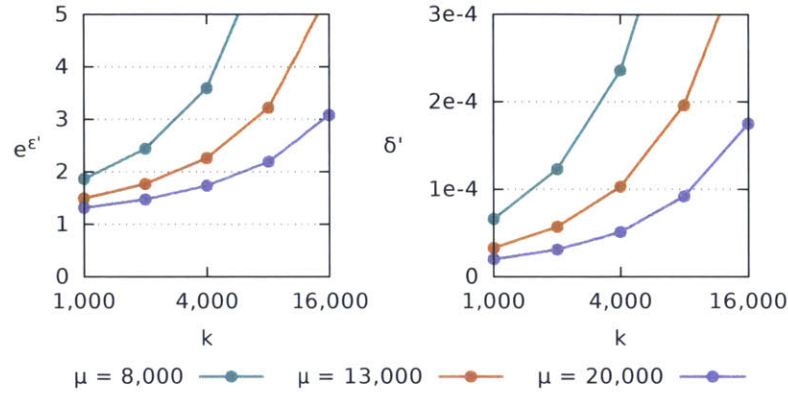 5
4
3
2
1
0
e^ε'
1,000
4,000
16,000
k
3e-4
2e-4
1e-4
0
δ'
1,000
4,000
16,000
k
μ = 8,000
μ = 13,000
μ = 20,000